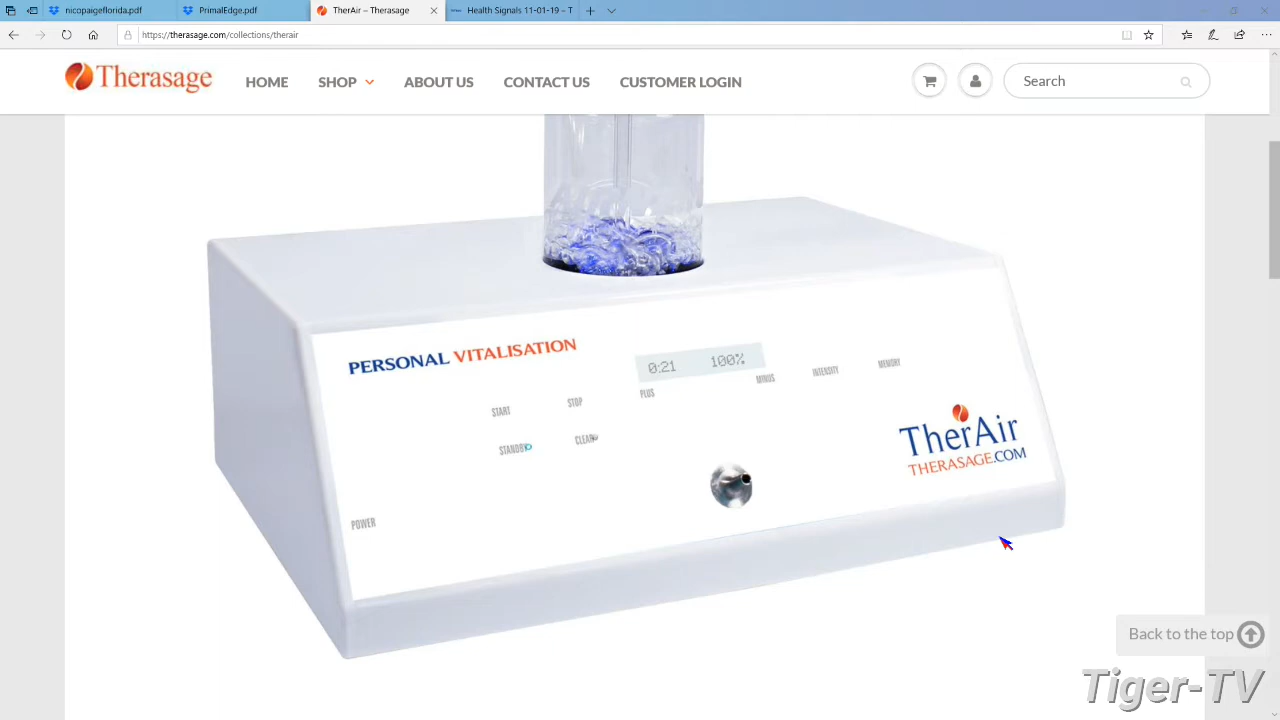 nicopaigeflorida.pdf PrimalEdge.pdf TherAir – Therasage Health Signals 11-01-19 – T
https://therasage.com/collections/therair
Therasage HOME SHOP ABOUT US CONTACT US CUSTOMER LOGIN Search
PERSONAL VITALISATION
0:21 100%
PLUS MINUS INTENSITY MEMORY
START STOP
STANDBY CLEAR
TherAir
THERASAGE.COM
POWER
Back to the top
Tiger-TV